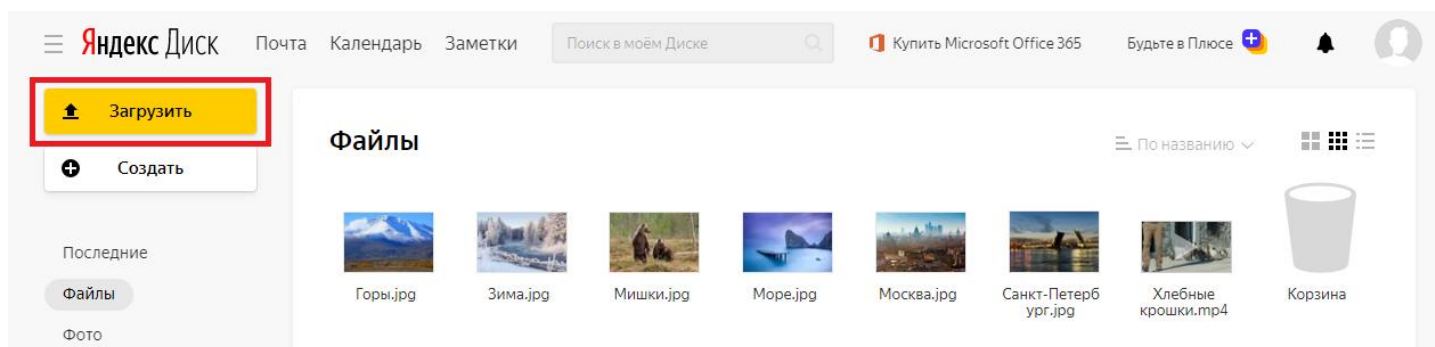 Яндекс Диск Почта Календарь Заметки Поиск в моём Диске Купить Microsoft Office 365 Будьте в Плюсе
Загрузить
Создать
Последние
Файлы
Фото
Файлы
По названию
Горы.jpg
Зима.jpg
Мишки.jpg
Море.jpg
Москва.jpg
Санкт-Петерб
ург.jpg
Хлебные
крошки.mp4
Корзина